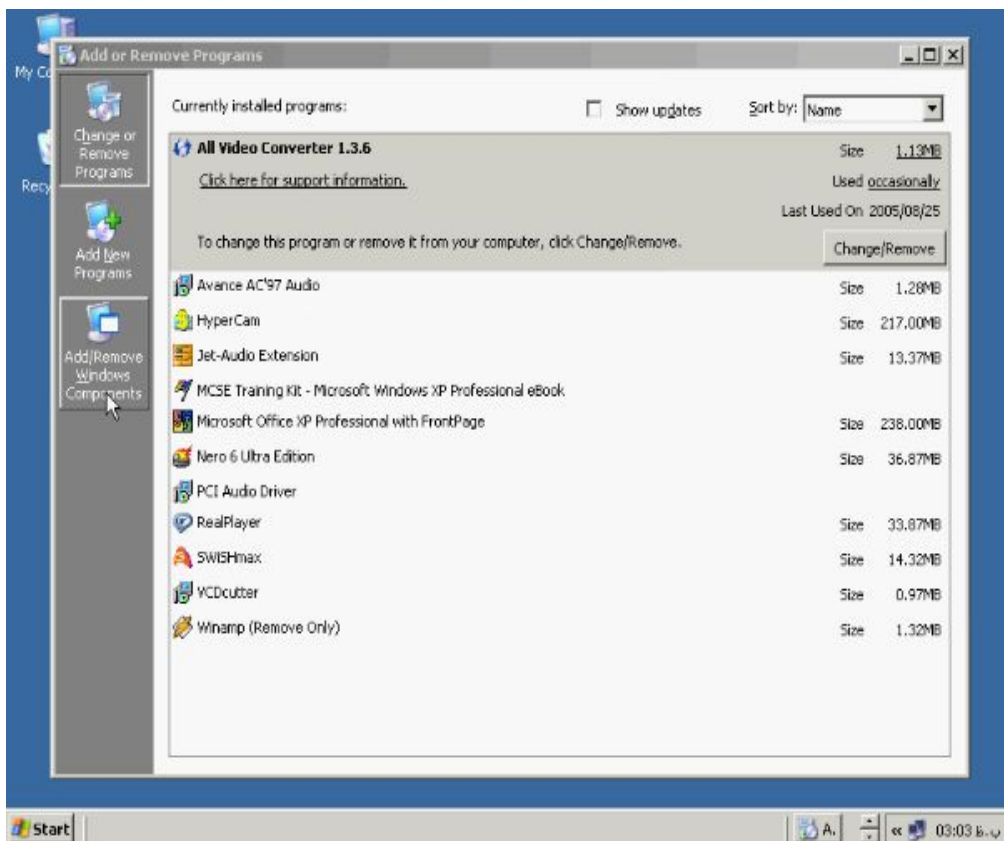 My Co
Recy
Add or Remove Programs
Change or
Remove
Programs
Add New
Programs
Add/Remove
Windows
Components
Currently installed programs:
Show updates
Sort by: Name
All Video Converter 1.3.6
Size 1.13MB
Click here for support information.
Used occasionally
Last Used On 2005/08/25
To change this program or remove it from your computer, click Change/Remove.
Change/Remove
Avance AC'97 Audio Size 1.28MB
HyperCam Size 217.00MB
Jet-Audio Extension Size 13.37MB
MCSE Training Kit - Microsoft Windows XP Professional eBook
Microsoft Office XP Professional with FrontPage Size 238.00MB
Nero 6 Ultra Edition Size 36.87MB
PCI Audio Driver
RealPlayer Size 33.87MB
SWiSHmax Size 14.32MB
VCDcutter Size 0.97MB
Winamp (Remove Only) Size 1.32MB
Start
A.
« 03:03 ب.ظ